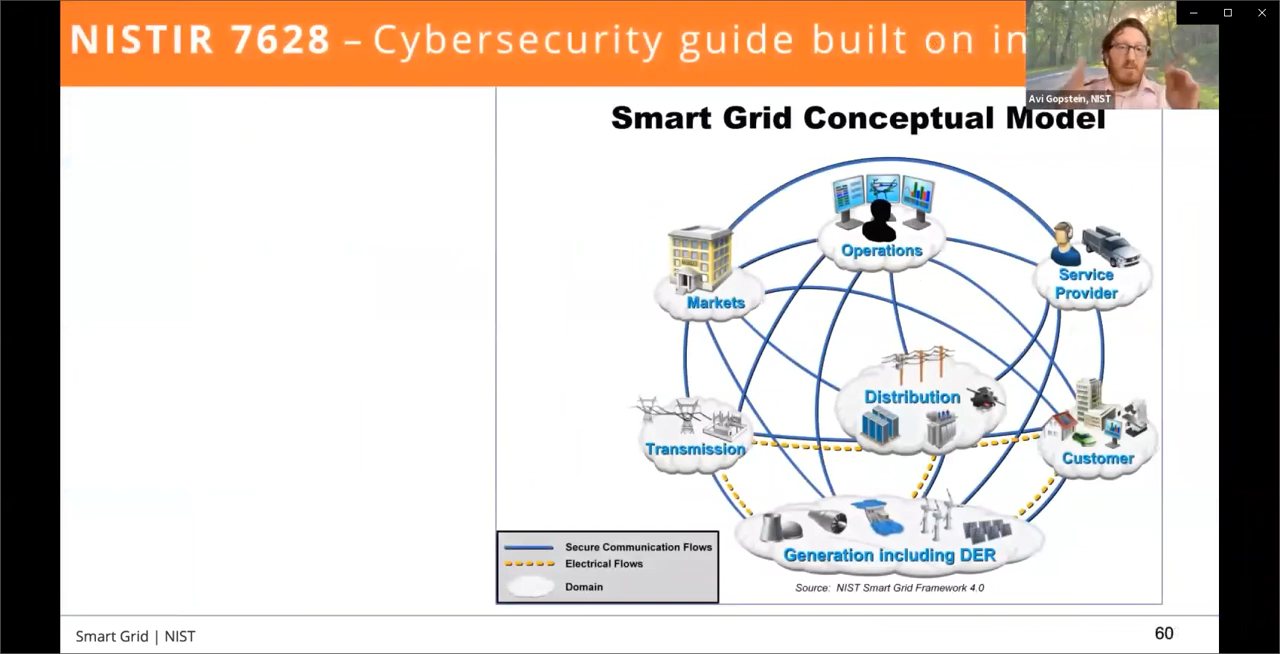 NISTIR 7628 – Cybersecurity guide built on in
Avi Gopstein, NIST
Smart Grid Conceptual Model
Operations
Service
Provider
Markets
Distribution
Transmission
Customer
Generation including DER
Secure Communication Flows
Electrical Flows
Domain
Source: NIST Smart Grid Framework 4.0
Smart Grid | NIST
60